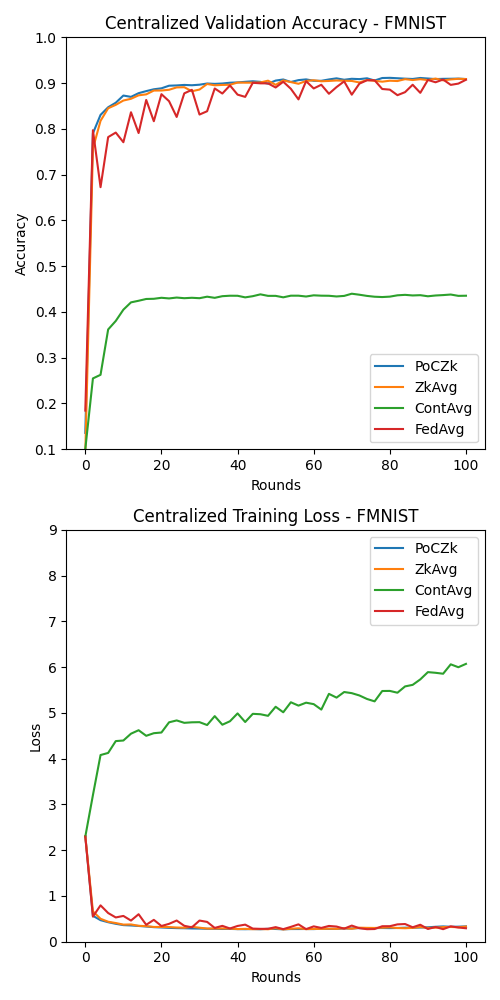 Centralized Validation Accuracy - FMNIST
1.0
0.9
0.8
0.7
0.6
0.5
0.4
0.3
0.2
0.1
Accuracy
PoCZk
ZkAvg
ContAvg
FedAvg
0 20 40 60 80 100
Rounds
Centralized Training Loss - FMNIST
9
8
7
6
5
4
3
2
1
0
Loss
PoCZk
ZkAvg
ContAvg
FedAvg
0 20 40 60 80 100
Rounds